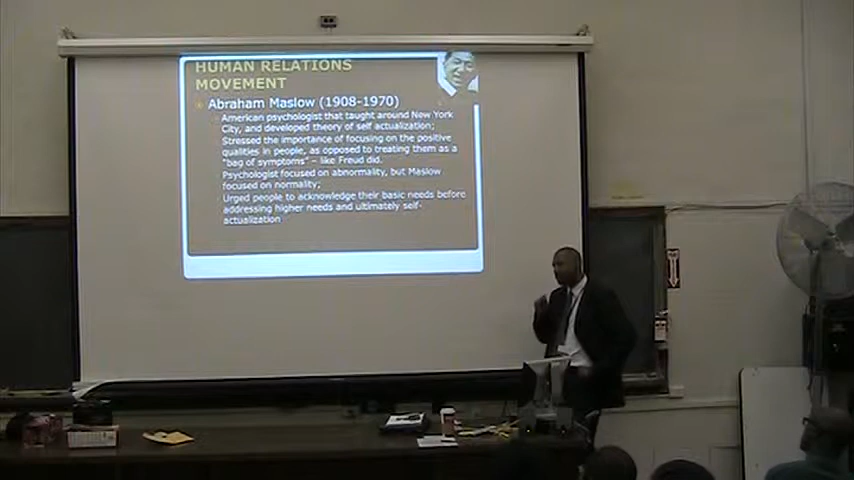 HUMAN RELATIONS
MOVEMENT
Abraham Maslow (1908-1970)
American psychologist that taught around New York
City, and developed theory of self actualization;
Stressed the importance of focusing on the positive
qualities in people, as opposed to treating them as a
"bag of symptoms" – like Freud did.
Psychologist focused on abnormality, but Maslow
focused on normality;
Urged people to acknowledge their basic needs before
addressing higher needs and ultimately self-
actualization